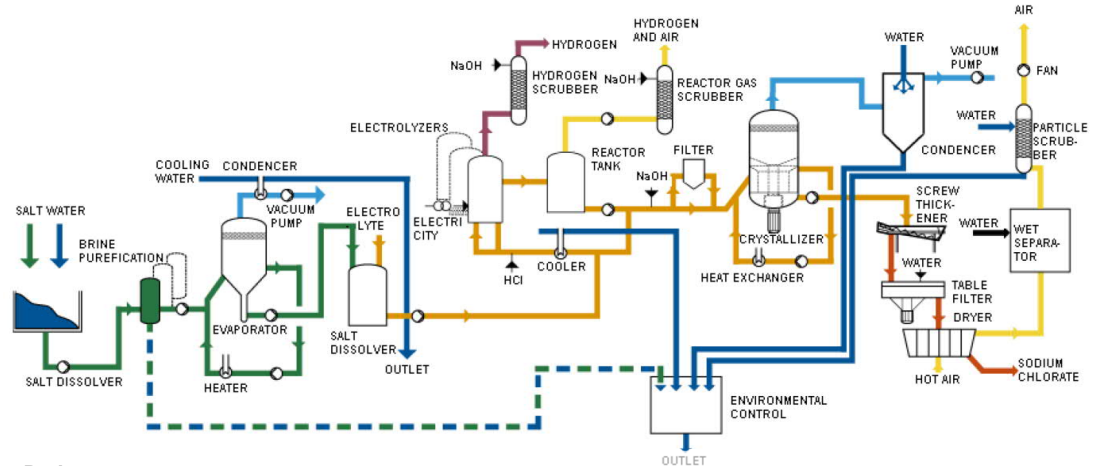 AIR
HYDROGEN
AND AIR
WATER
VACUUM
PUMP
FAN
HYDROGEN
NaOH
HYDROGEN
SCRUBBER
NaOH
REACTOR GAS
SCRUBBER
WATER
PARTICLE
SCRUB-
BER
ELECTROLYZERS
REACTOR
TANK
FILTER
CONDENCER
COOLING
WATER
CONDENCER
NaOH
SCREW
THICK-
ENER
VACUUM
PUMP
ELECTRO
LYTE
ELECTRI
CITY
SALT WATER
WATER
WET
SEPARA-
TOR
BRINE
PUREFICATION
CRYSTALLIZER
COOLER
HCl
HEAT EXCHANGER
WATER
TABLE
FILTER
DRYER
EVAPORATOR
SALT
DISSOLVER
OUTLET
SALT DISSOLVER
HEATER
HOT AIR
SODIUM
CHLORATE
ENVIRONMENTAL
CONTROL
OUTLET